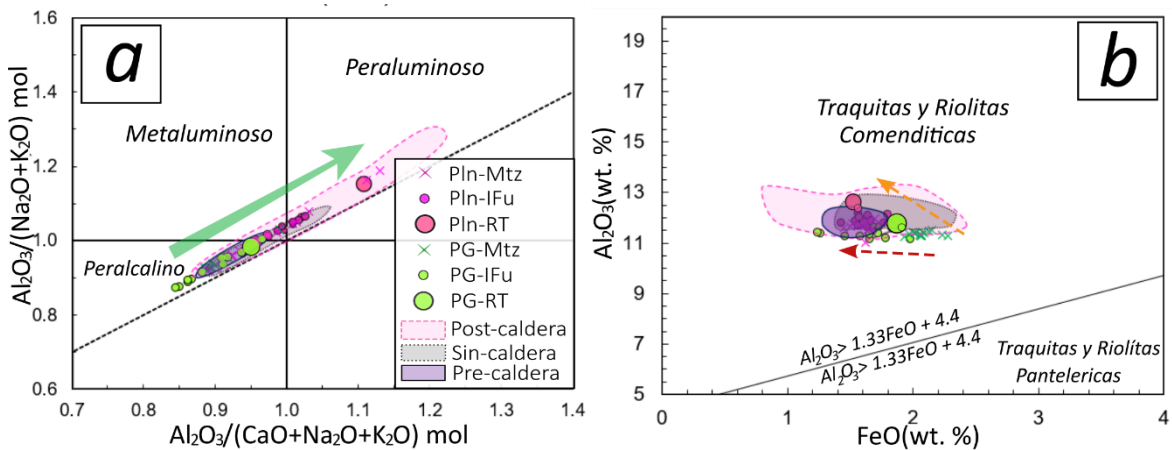 a
1.6
1.4
1.2
1.0
0.8
0.6
0.7
0.8
0.9
1.0
1.1
1.2
1.3
1.4
Al₂O₃/(Na₂O+K₂O) mol
Al₂O₃/(CaO+Na₂O+K₂O) mol
Peraluminoso
Metaluminoso
Peralcalino
Pln-Mtz
Pln-IFu
Pln-RT
PG-Mtz
PG-IFu
PG-RT
Post-caldera
Sin-caldera
Pre-caldera
b
19
17
15
13
11
9
7
5
0
1
2
3
4
Al₂O₃(wt. %)
FeO(wt. %)
Traquitas y Riolitas
Comenditicas
Al₂O₃> 1.33FeO + 4.4
Al₂O₃> 1.33FeO + 4.4
Traquitas y Riolítas
Pantelericas